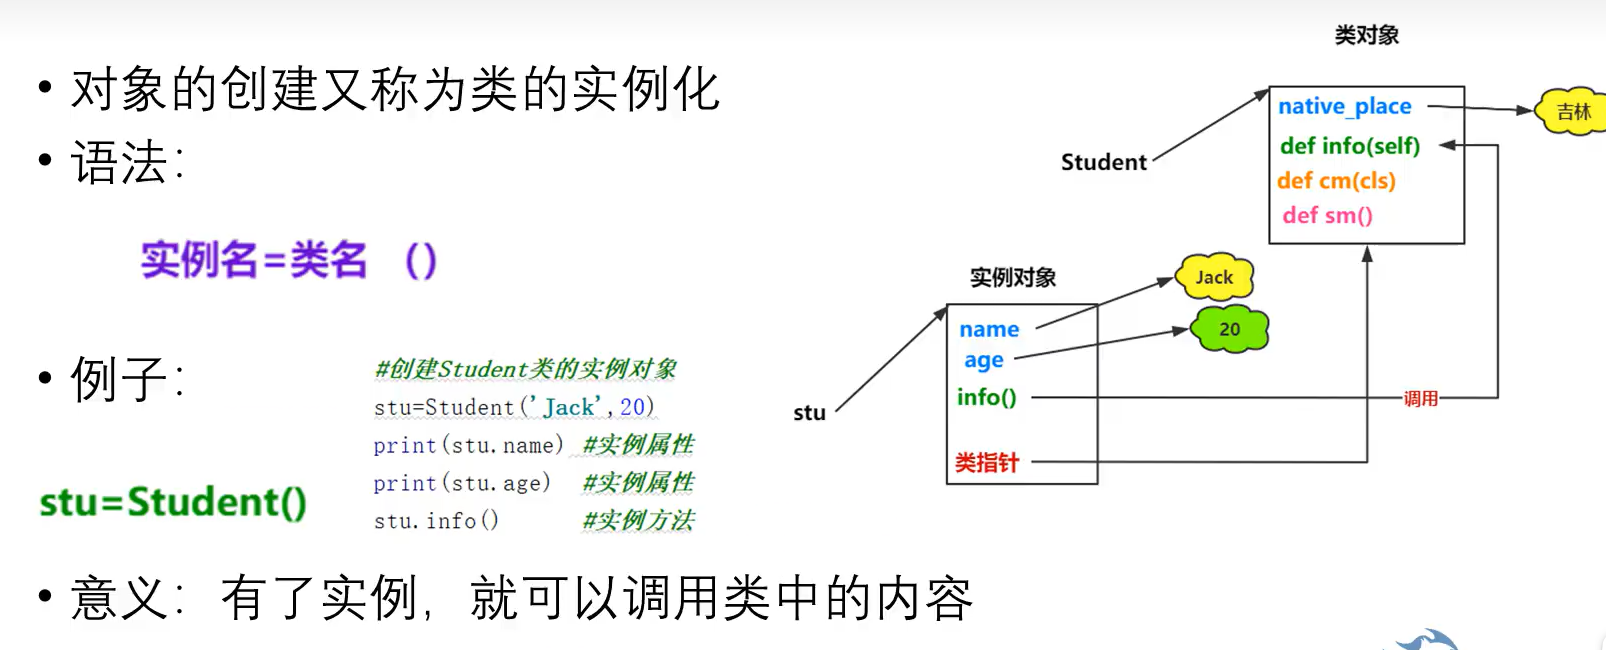 • 对象的创建又称为类的实例化
• 语法：
实例名=类名 （）
• 例子：
#创建Student类的实例对象
stu=Student('Jack',20)
print(stu.name) #实例属性
print(stu.age) #实例属性
stu.info() #实例方法
stu=Student()
• 意义：有了实例，就可以调用类中的内容
类对象
Student
native_place
吉林
def info(self)
def cm(cls)
def sm()
实例对象
stu
name
Jack
age
20
info()
调用
类指针